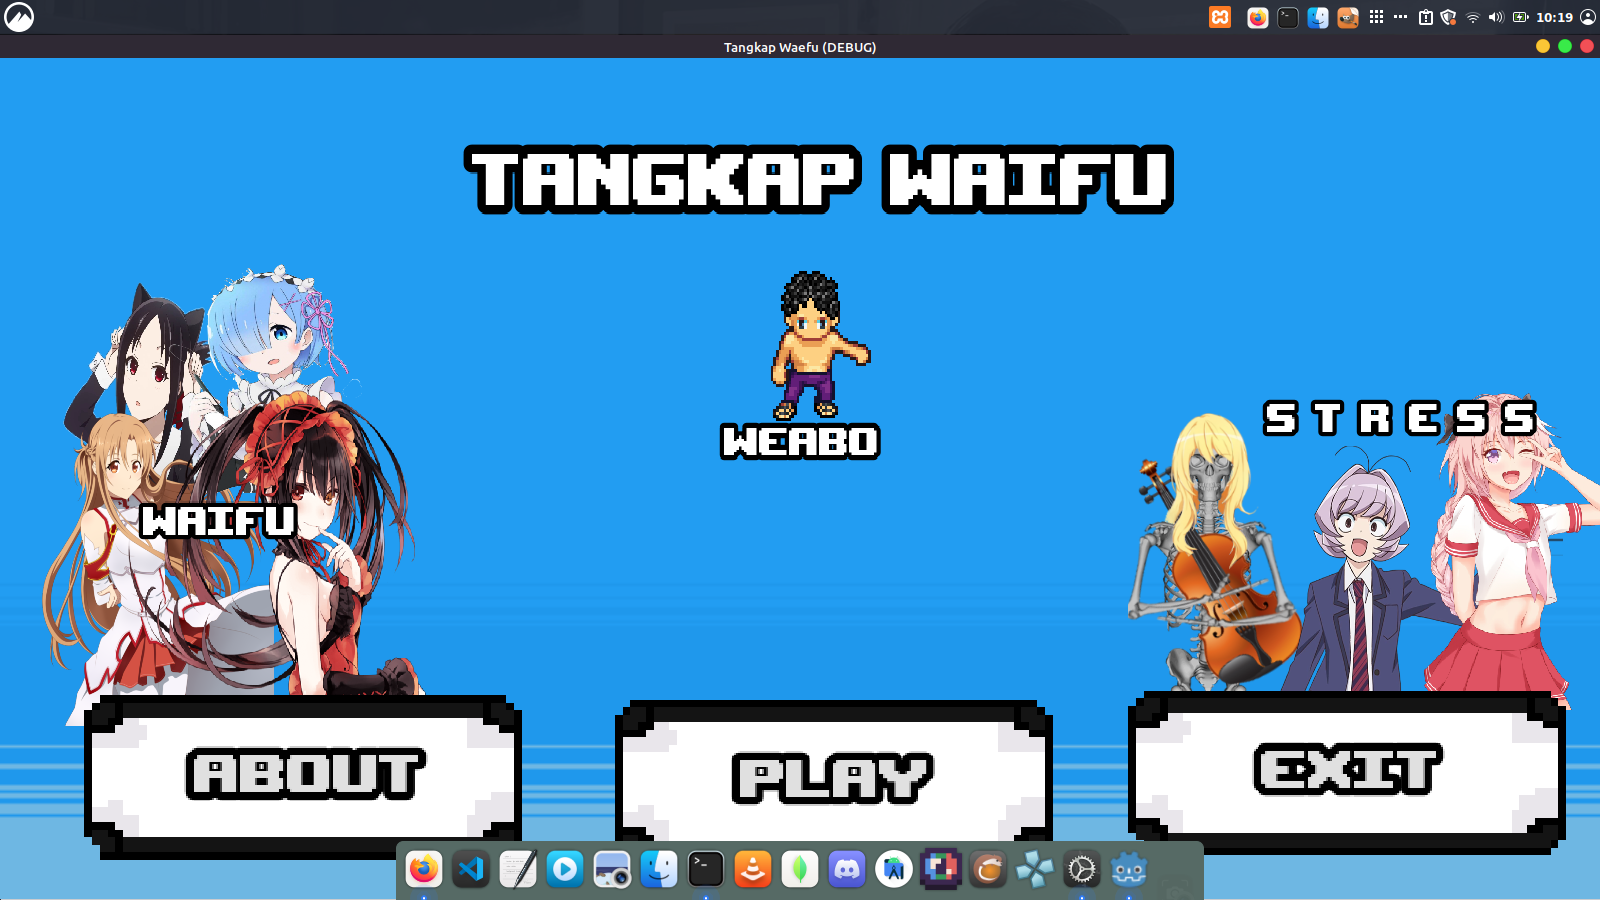 10:19
Tangkap Waefu (DEBUG)
TANGKAP WAIFU
WEABO
STRESS
WAIFU
ABOUT
PLAY
EXIT